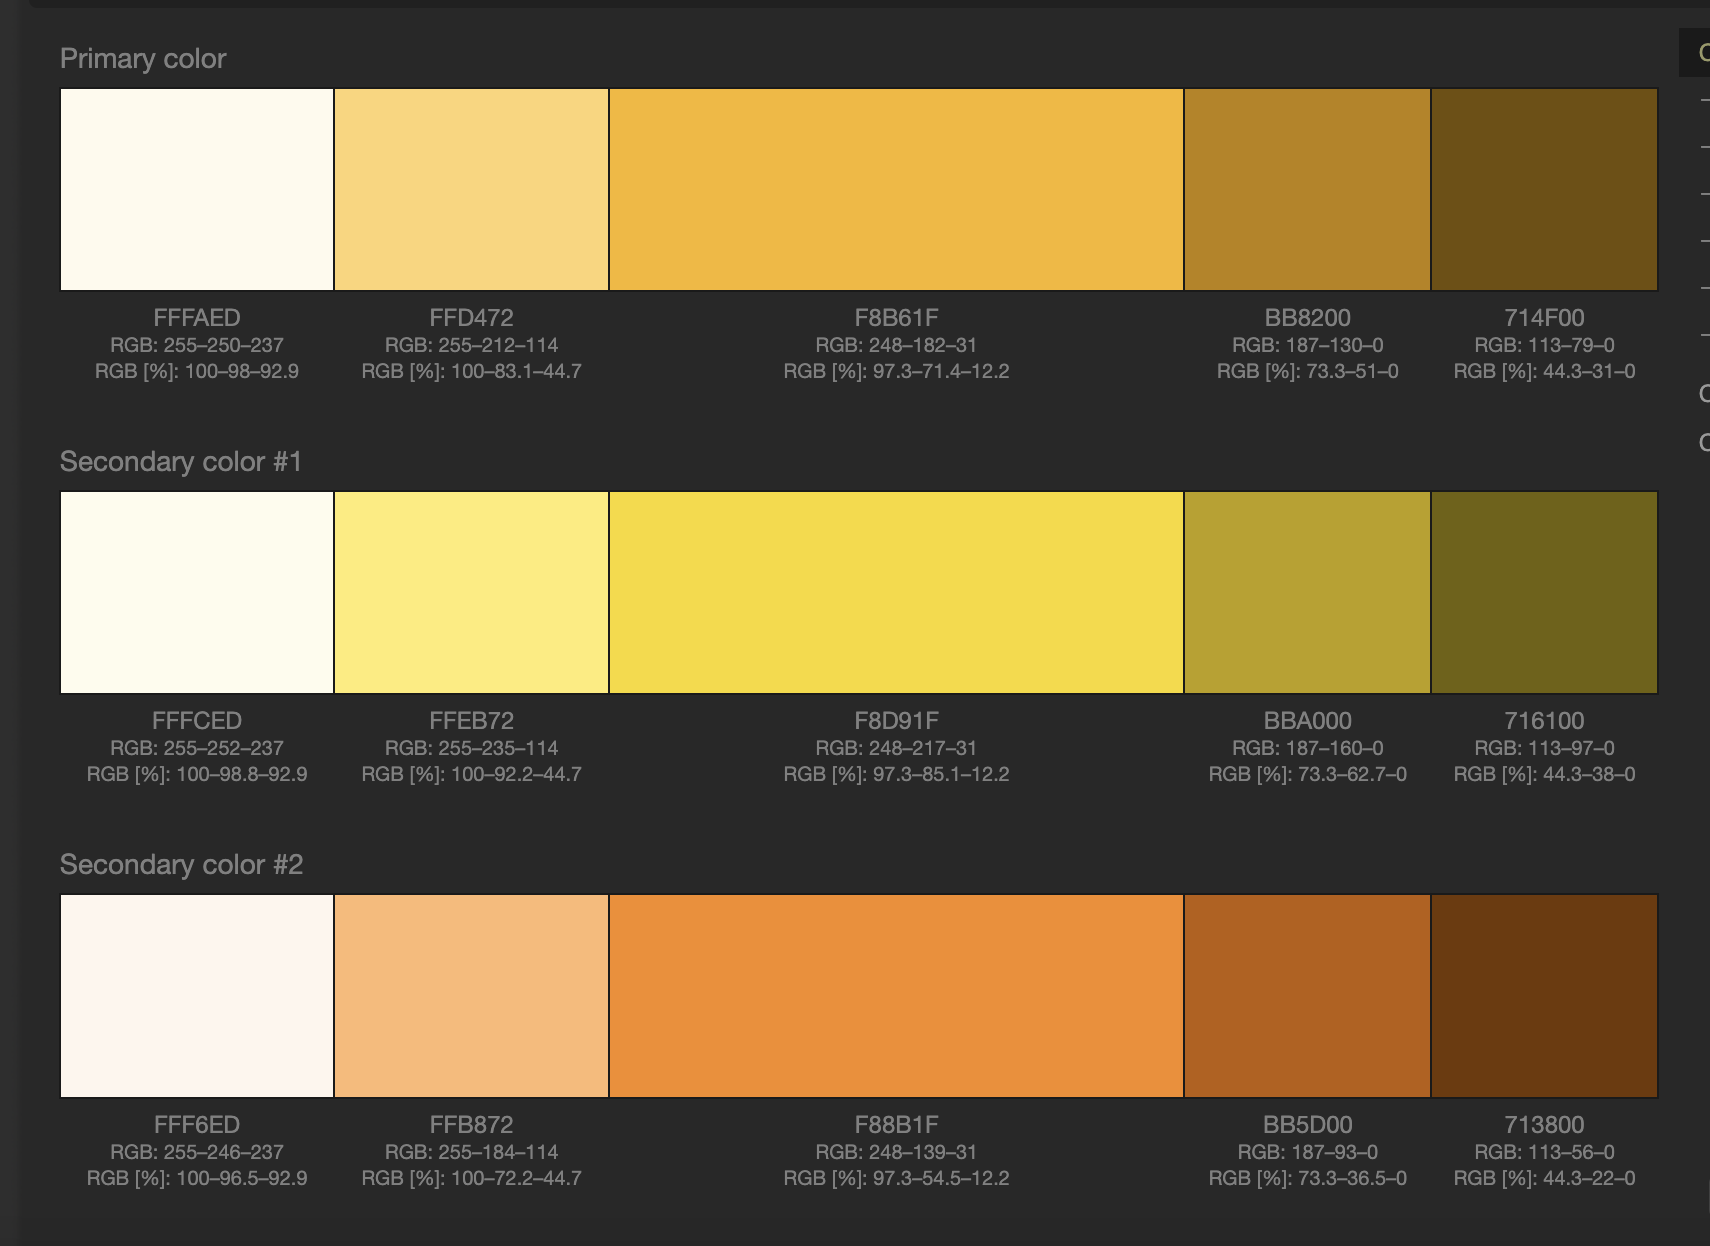 Primary color
FFFAED
RGB: 255–250–237
RGB [%]: 100–98–92.9
FFD472
RGB: 255–212–114
RGB [%]: 100–83.1–44.7
F8B61F
RGB: 248–182–31
RGB [%]: 97.3–71.4–12.2
BB8200
RGB: 187–130–0
RGB [%]: 73.3–51–0
714F00
RGB: 113–79–0
RGB [%]: 44.3–31–0
Secondary color #1
FFFCED
RGB: 255–252–237
RGB [%]: 100–98.8–92.9
FFEB72
RGB: 255–235–114
RGB [%]: 100–92.2–44.7
F8D91F
RGB: 248–217–31
RGB [%]: 97.3–85.1–12.2
BBA000
RGB: 187–160–0
RGB [%]: 73.3–62.7–0
716100
RGB: 113–97–0
RGB [%]: 44.3–38–0
Secondary color #2
FFF6ED
RGB: 255–246–237
RGB [%]: 100–96.5–92.9
FFB872
RGB: 255–184–114
RGB [%]: 100–72.2–44.7
F88B1F
RGB: 248–139–31
RGB [%]: 97.3–54.5–12.2
BB5D00
RGB: 187–93–0
RGB [%]: 73.3–36.5–0
713800
RGB: 113–56–0
RGB [%]: 44.3–22–0